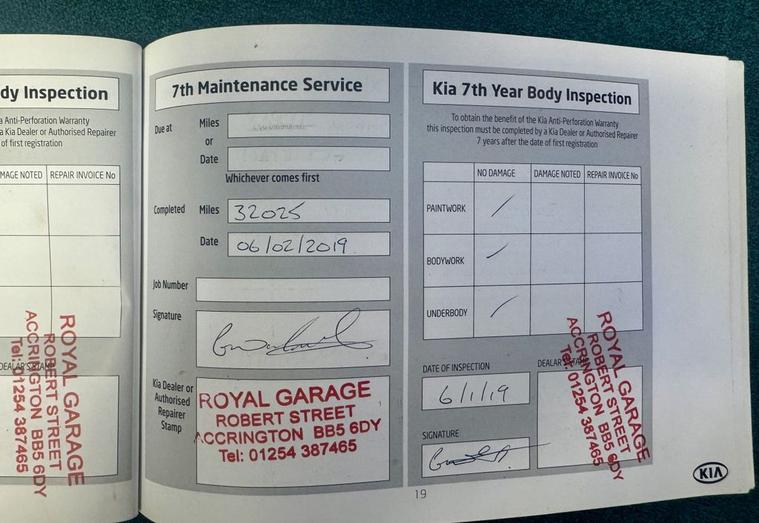 dy Inspection
a Anti-Perforation Warranty
a Kia Dealer or Authorised Repairer
of first registration
MAGE NOTED REPAIR INVOICE No
DEALER'S STAMP
ROYAL GARAGE
ROBERT STREET
ACCRINGTON BB5 6DY
Tel: 01254 387465
7th Maintenance Service
Due at
Miles
or
Date
Whichever comes first
Completed
Miles 32025
Date 06/02/2019
Job Number
Signature
Kia Dealer or
Authorised
Repairer
Stamp
ROYAL GARAGE
ROBERT STREET
ACCRINGTON BB5 6DY
Tel: 01254 387465
Kia 7th Year Body Inspection
To obtain the benefit of the Kia Anti-Perforation Warranty
this inspection must be completed by a Kia Dealer or Authorised Repairer
7 years after the date of first registration
NO DAMAGE DAMAGE NOTED REPAIR INVOICE No
PAINTWORK
BODYWORK
UNDERBODY
DATE OF INSPECTION
6/1/19
SIGNATURE
DEALER'S STAMP
ROYAL GARAGE
ROBERT STREET
ACCRINGTON BB5 6DY
Tel: 01254 387465
19
KIA